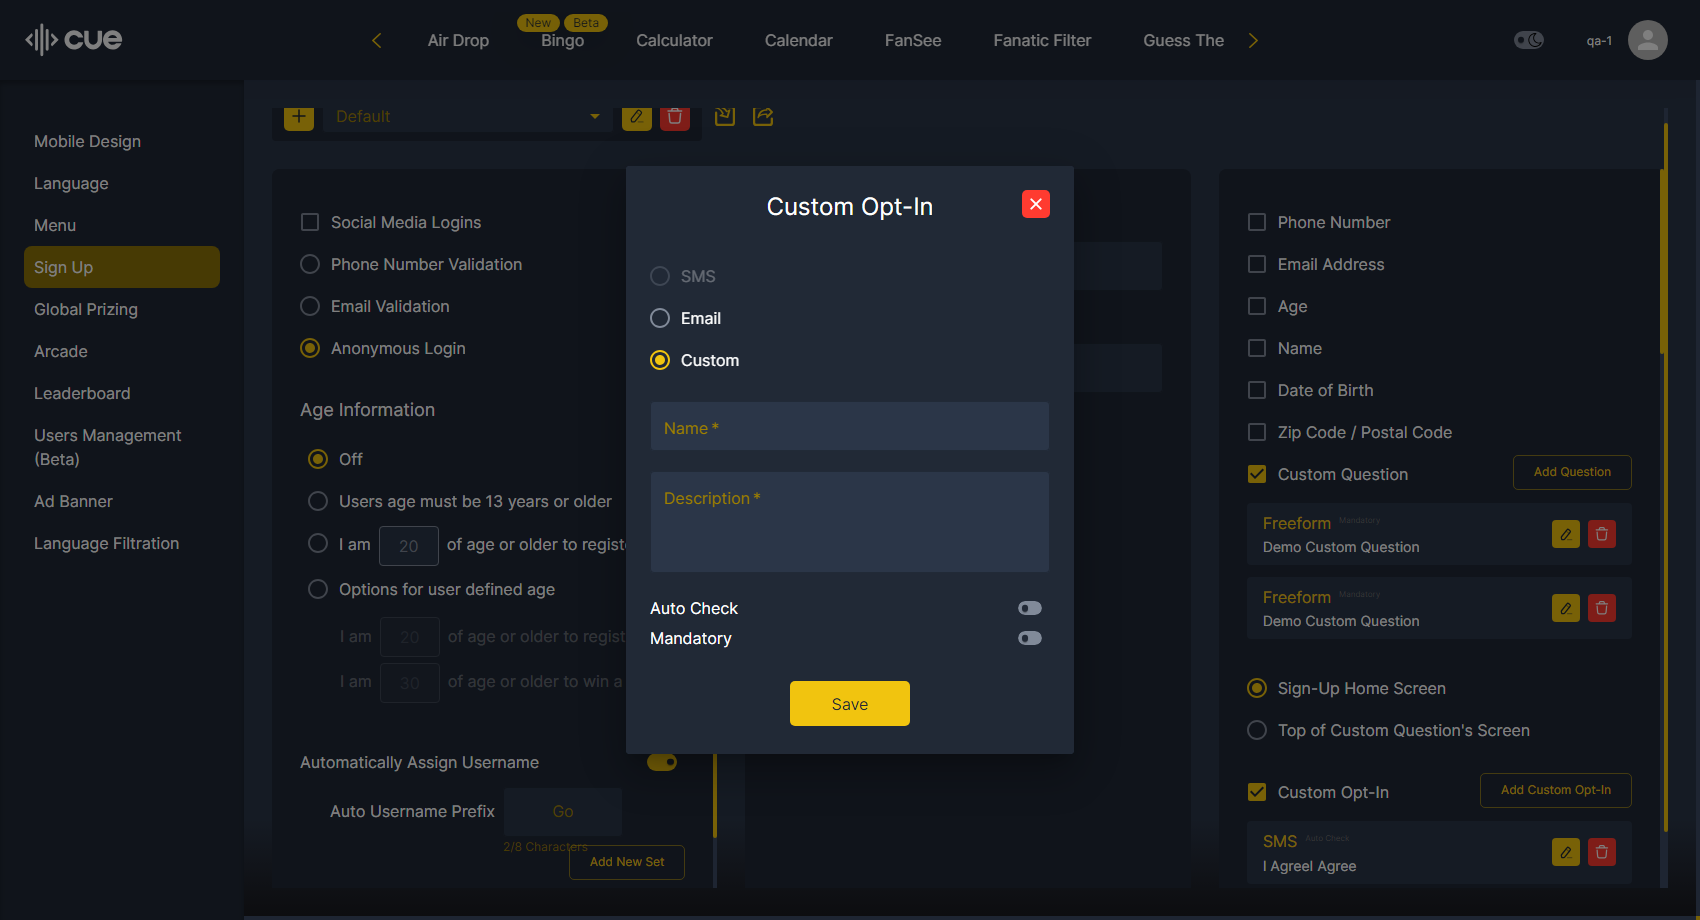 cue
Air Drop
New
Beta
Bingo
Calculator
Calendar
FanSee
Fanatic Filter
Guess The
qa-1
Mobile Design
Language
Menu
Sign Up
Global Prizing
Arcade
Leaderboard
Users Management
(Beta)
Ad Banner
Language Filtration
Default
Social Media Logins
Phone Number Validation
Email Validation
Anonymous Login
Age Information
Off
Users age must be 13 years or older
I am 20 of age or older to registe
Options for user defined age
I am 20 of age or older to regist
I am 30 of age or older to win a
Automatically Assign Username
Auto Username Prefix Go
2/8 Characters
Add New Set
Custom Opt-In
SMS
Email
Custom
Name *
Description *
Auto Check
Mandatory
Save
Phone Number
Email Address
Age
Name
Date of Birth
Zip Code / Postal Code
Custom Question
Add Question
Freeform Mandatory
Demo Custom Question
Freeform Mandatory
Demo Custom Question
Sign-Up Home Screen
Top of Custom Question's Screen
Custom Opt-In
Add Custom Opt-In
SMS Auto Check
I AgreeI Agree